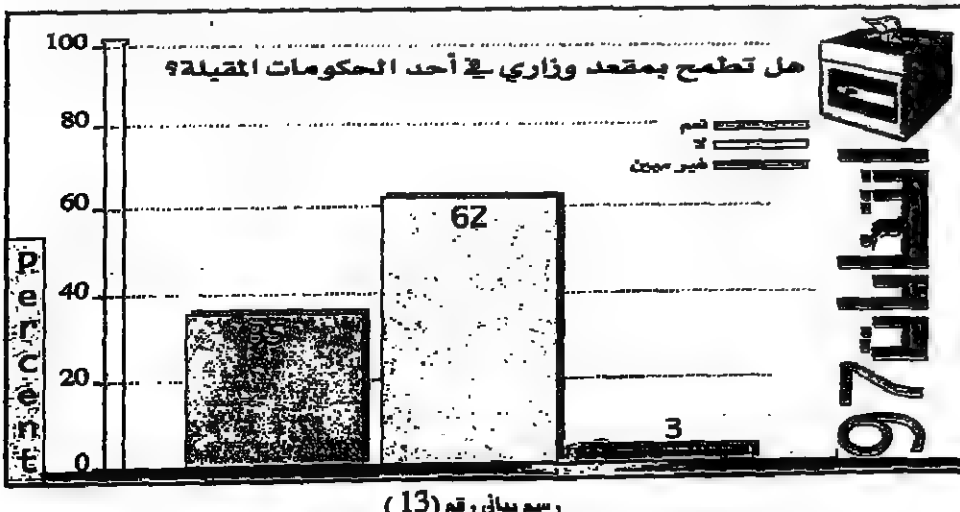 هل تطمح بمقعد وزاري في أحد الحكومات المقبلة؟
نعم
لا
غير مبين
100
80
60
40
20
0
Percent
35
62
3
97
رسم بياني رقم (13)